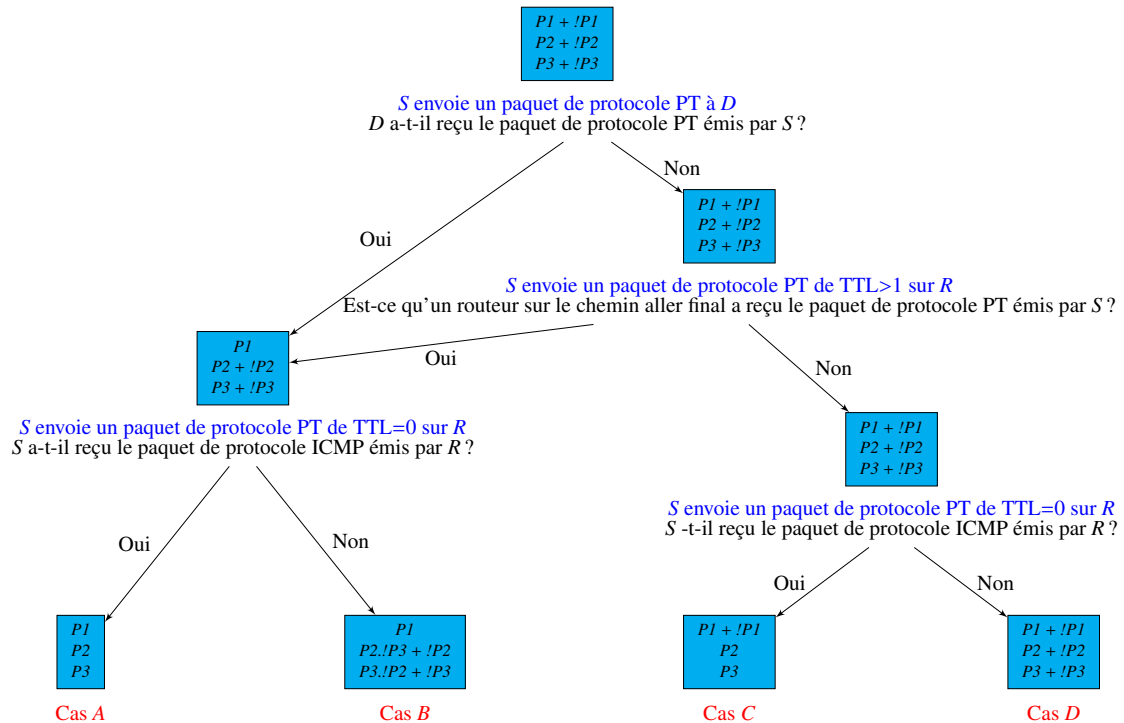 P1 + !P1
P2 + !P2
P3 + !P3
S envoie un paquet de protocole PT à D
D a-t-il reçu le paquet de protocole PT émis par S ?
Oui
Non
P1 + !P1
P2 + !P2
P3 + !P3
S envoie un paquet de protocole PT de TTL>1 sur R
Est-ce qu'un routeur sur le chemin aller final a reçu le paquet de protocole PT émis par S ?
Oui
Non
P1
P2 + !P2
P3 + !P3
S envoie un paquet de protocole PT de TTL=0 sur R
S a-t-il reçu le paquet de protocole ICMP émis par R ?
Oui
Non
P1 + !P1
P2 + !P2
P3 + !P3
S envoie un paquet de protocole PT de TTL=0 sur R
S -t-il reçu le paquet de protocole ICMP émis par R ?
Oui
Non
P1
P2
P3
Cas A
P1
P2.!P3 + !P2
P3.!P2 + !P3
Cas B
P1 + !P1
P2
P3
Cas C
P1 + !P1
P2 + !P2
P3 + !P3
Cas D